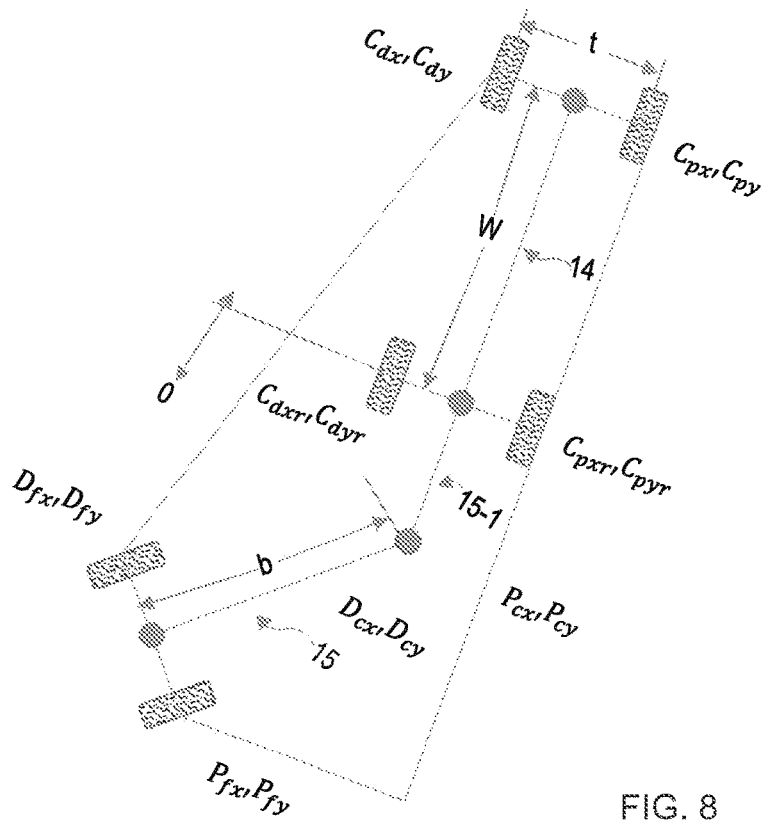 C_dx, C_dy
t
C_px, C_py
W
14
0
C_dxr, C_dyr
C_pxr, C_pyr
D_fx, D_fy
15-1
b
P_cx, P_cy
D_cx, D_cy
15
P_fx, P_fy
FIG. 8